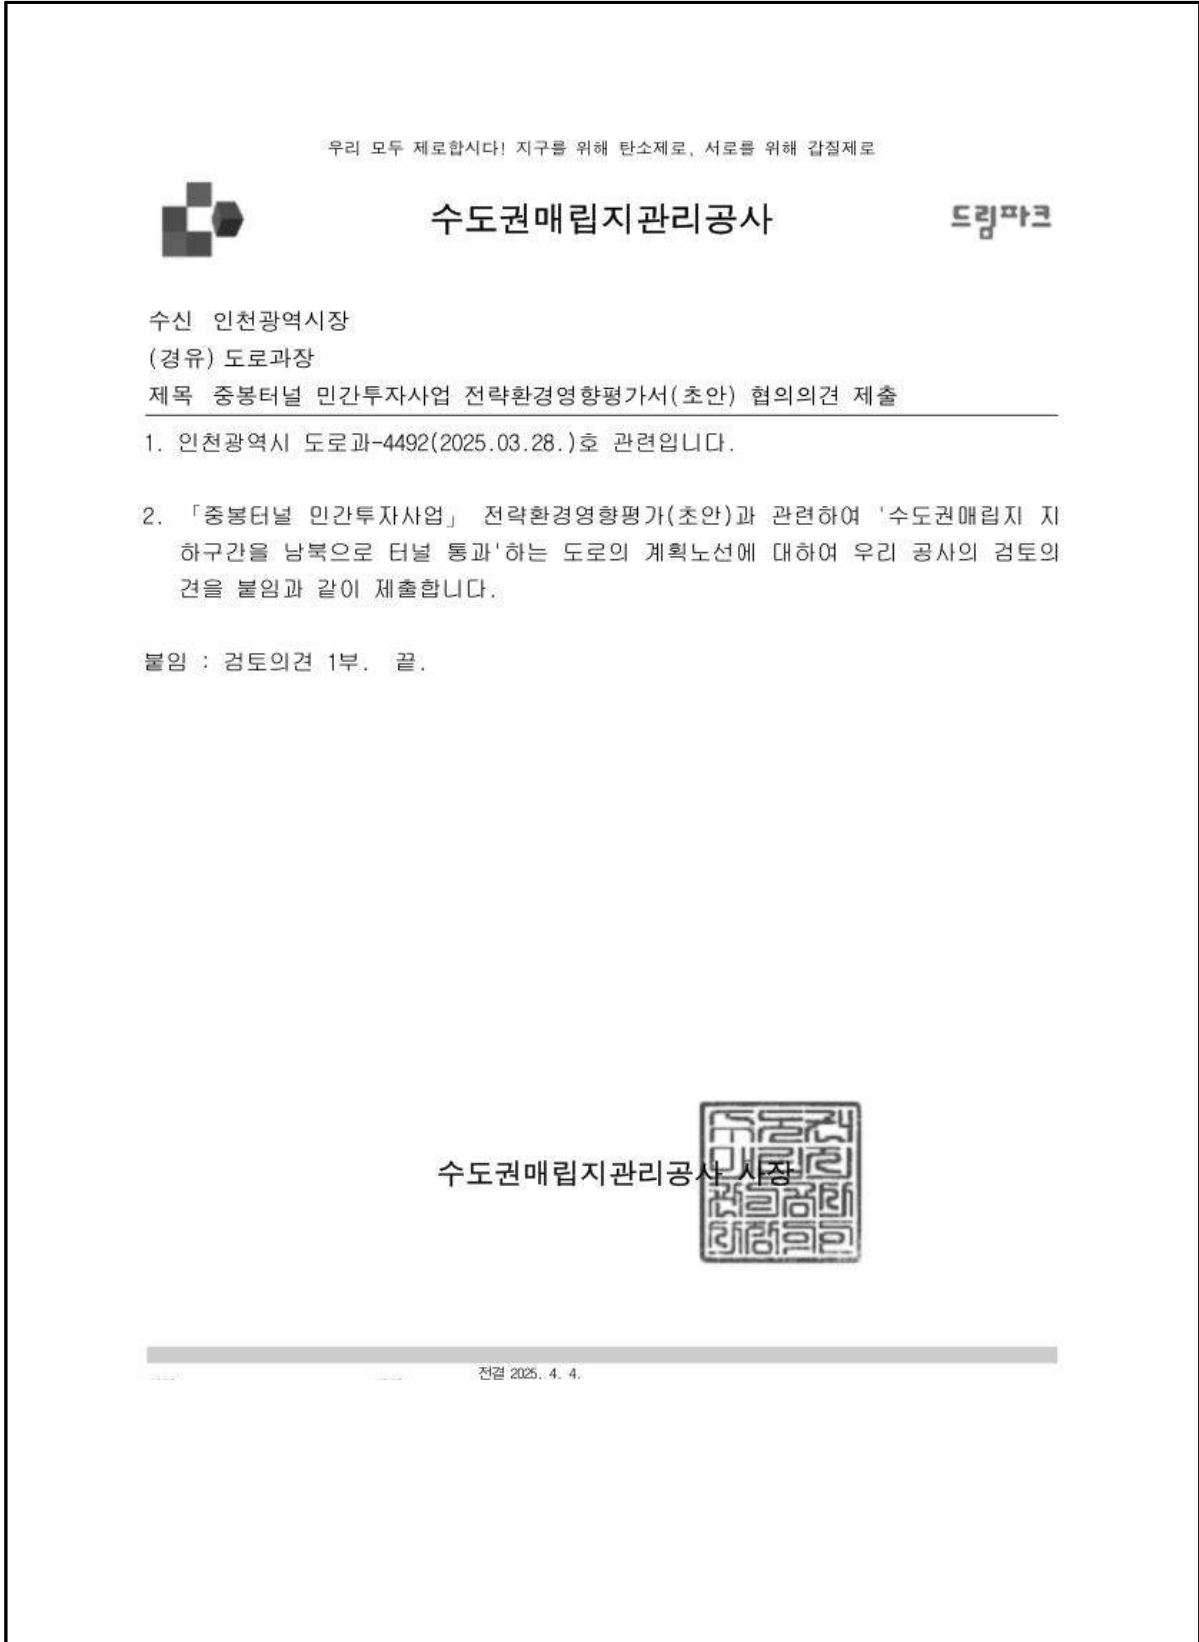 우리 모두 제로합시다! 지구를 위해 탄소제로, 서로를 위해 갑질제로
수도권매립지관리공사
드림파크
수신 인천광역시장
(경유) 도로과장
제목 중봉터널 민간투자사업 전략환경영향평가서(초안) 협의의견 제출
1. 인천광역시 도로과-4492(2025.03.28.)호 관련입니다.
2. 「중봉터널 민간투자사업」 전략환경영향평가(초안)과 관련하여 '수도권매립지 지
하구간을 남북으로 터널 통과'하는 도로의 계획노선에 대하여 우리 공사의 검토의
견을 붙임과 같이 제출합니다.
붙임 : 검토의견 1부. 끝.
수도권매립지관리공사 사장
전결 2025. 4. 4.